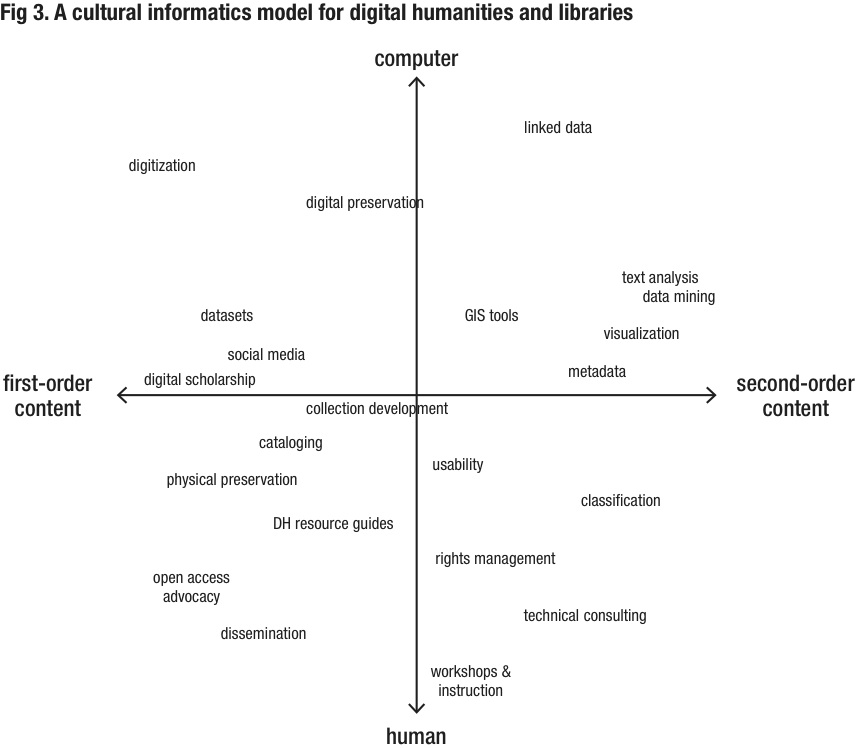 Fig 3. A cultural informatics model for digital humanities and libraries
computer
linked data
digitization
digital preservation
text analysis
data mining
datasets
GIS tools
visualization
social media
metadata
digital scholarship
first-order
content
second-order
content
collection development
cataloging
usability
physical preservation
classification
DH resource guides
rights management
open access
advocacy
technical consulting
dissemination
workshops &
instruction
human